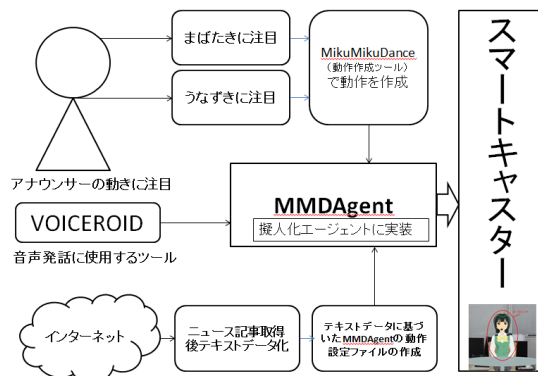 まばたきに注目
うなずきに注目
MikuMikuDance
（動作作成ツール）
で動作を作成
アナウンサーの動きに注目
VOICEROID
音声発話に使用するツール
MMDAgent
擬人化エージェントに実装
インターネット
ニュース記事取得
後テキストデータ化
テキストデータに基づ
いたMMDAgentの動作
設定ファイルの作成
スマートキャスター